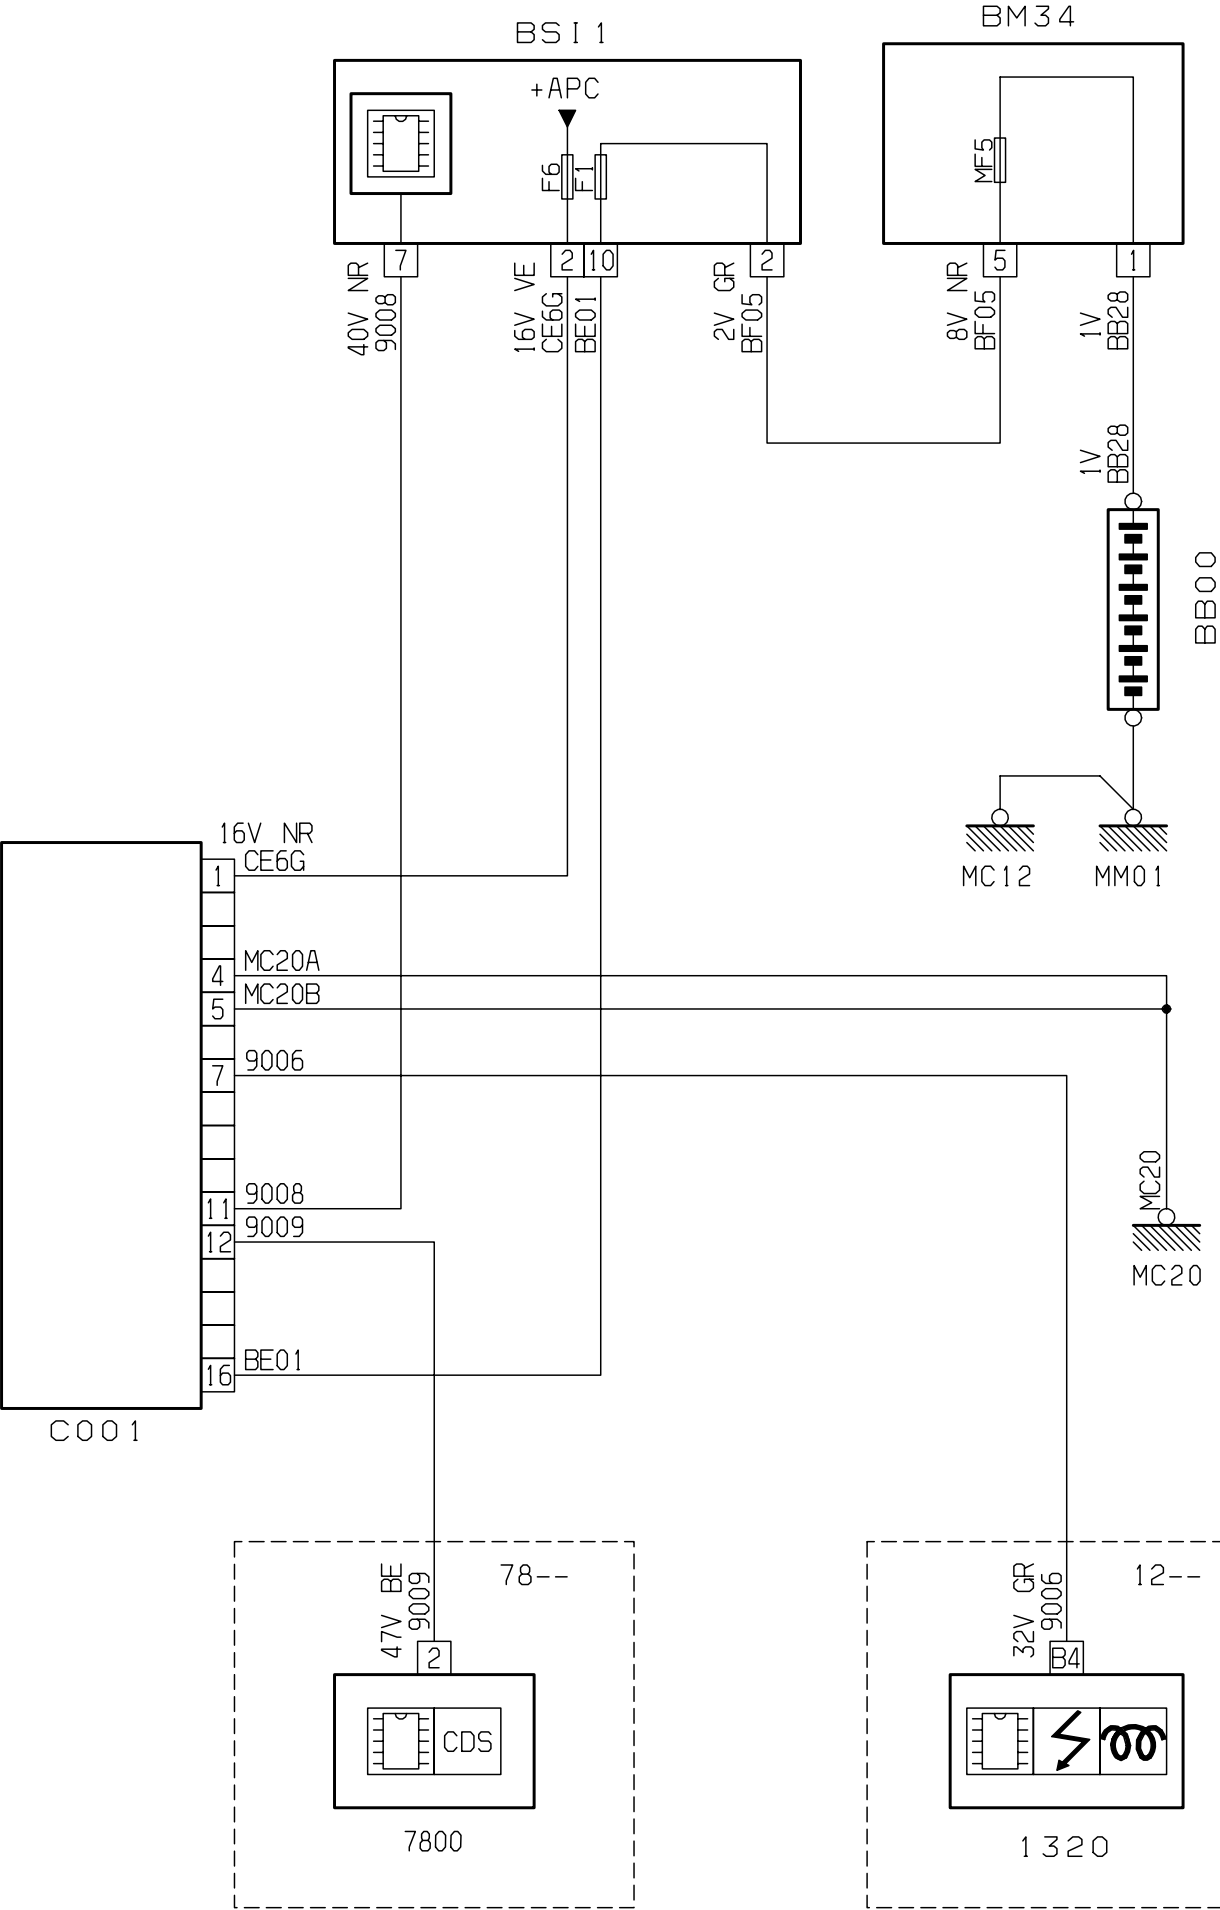 BSI1
BM34
+APC
F6
F1
MF5
7
2
10
2
5
1
40V NR
9008
16V VE
CE6G
BE01
2V GR
BF05
8V NR
BF05
1V
BB28
1V
BB28
BB00
MC12
MM01
16V NR
CE6G
1
MC20A
4
MC20B
5
9006
7
9008
11
9009
12
BE01
16
C001
MC20
MC20
78--
47V BE
9009
2
CDS
7800
12--
32V GR
9006
B4
1320